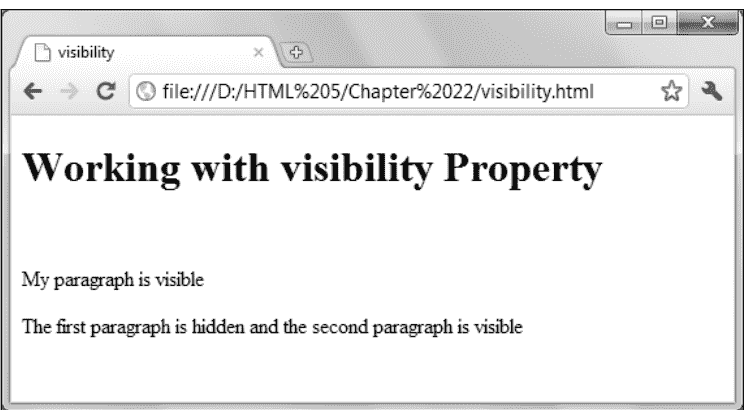 visibility
file:///D:/HTML%205/Chapter%2022/visibility.html
Working with visibility Property
My paragraph is visible
The first paragraph is hidden and the second paragraph is visible